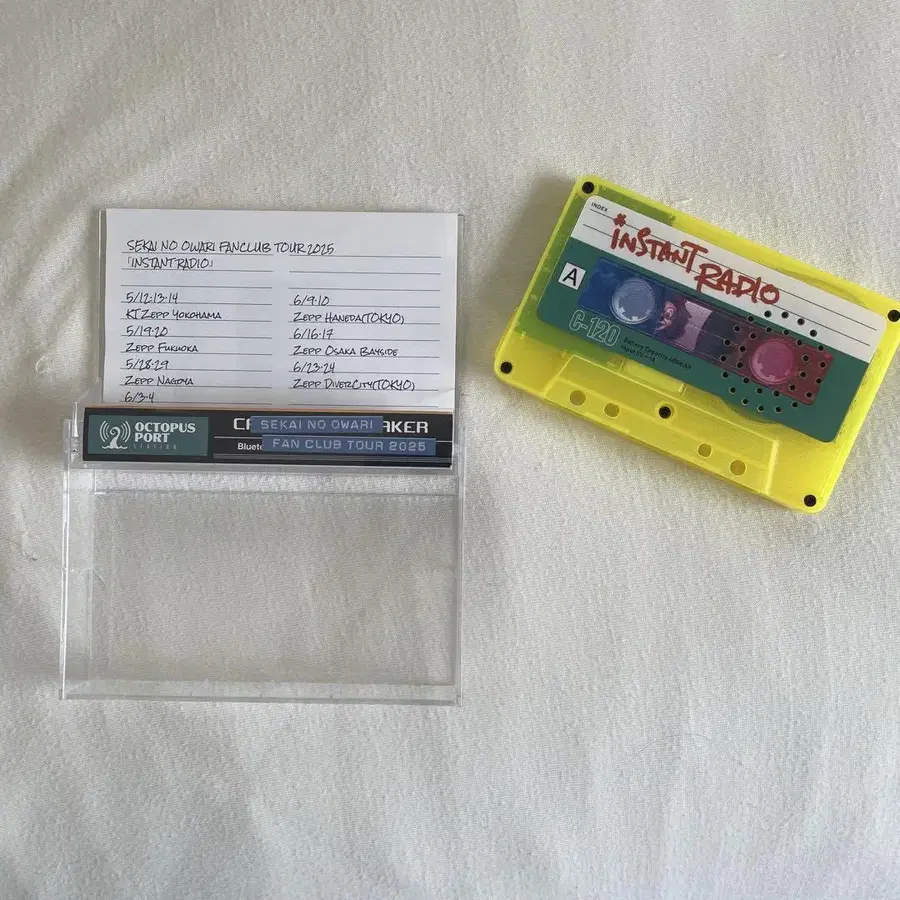 SEKAI NO OWARI FANCLUB TOUR 2025
「INSTANT RADIO」
5/12・13・14
KT Zepp Yokohama
5/19・20
Zepp Fukuoka
5/28・29
Zepp Nagoya
6/3・4
6/9・10
Zepp Haneda(TOKYO)
6/16・17
Zepp Osaka Bayside
6/23・24
Zepp DiverCity(TOKYO)
OCTOPUS
PORT
STATION
SEKAI NO OWARI
FAN CLUB TOUR 2025
INDEX
INSTANT
RADIO
A
C-120
Battery Capacity